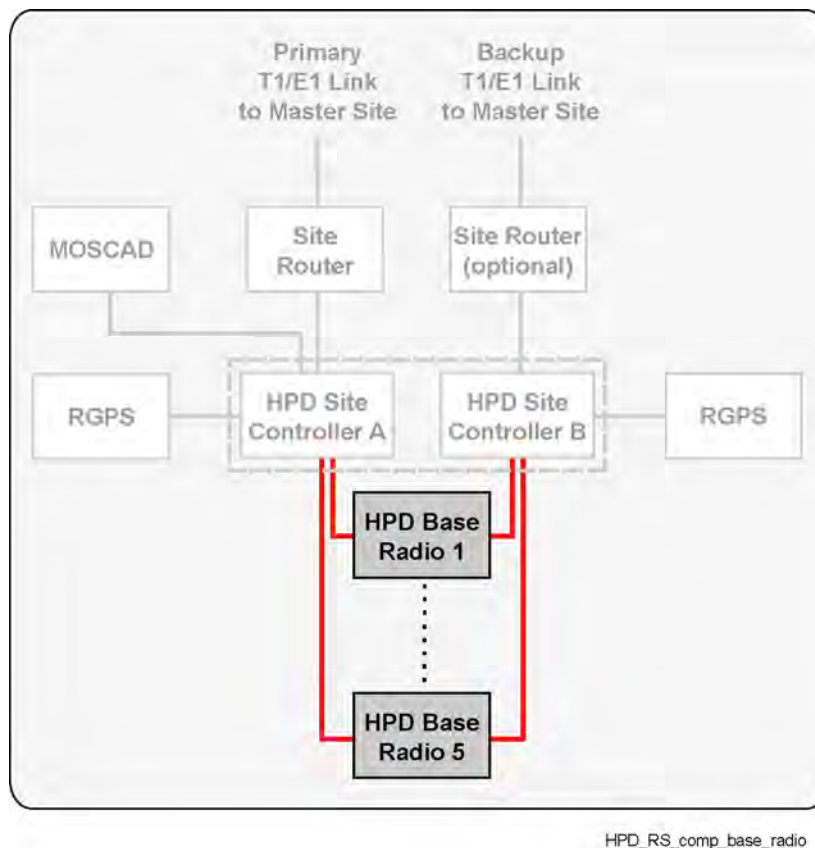 Primary
T1/E1 Link
to Master Site
Backup
T1/E1 Link
to Master Site
MOSCAD
Site
Router
Site Router
(optional)
RGPS
HPD Site
Controller A
HPD Site
Controller B
RGPS
HPD Base
Radio 1
HPD Base
Radio 5
HPD_RS_comp_base_radio